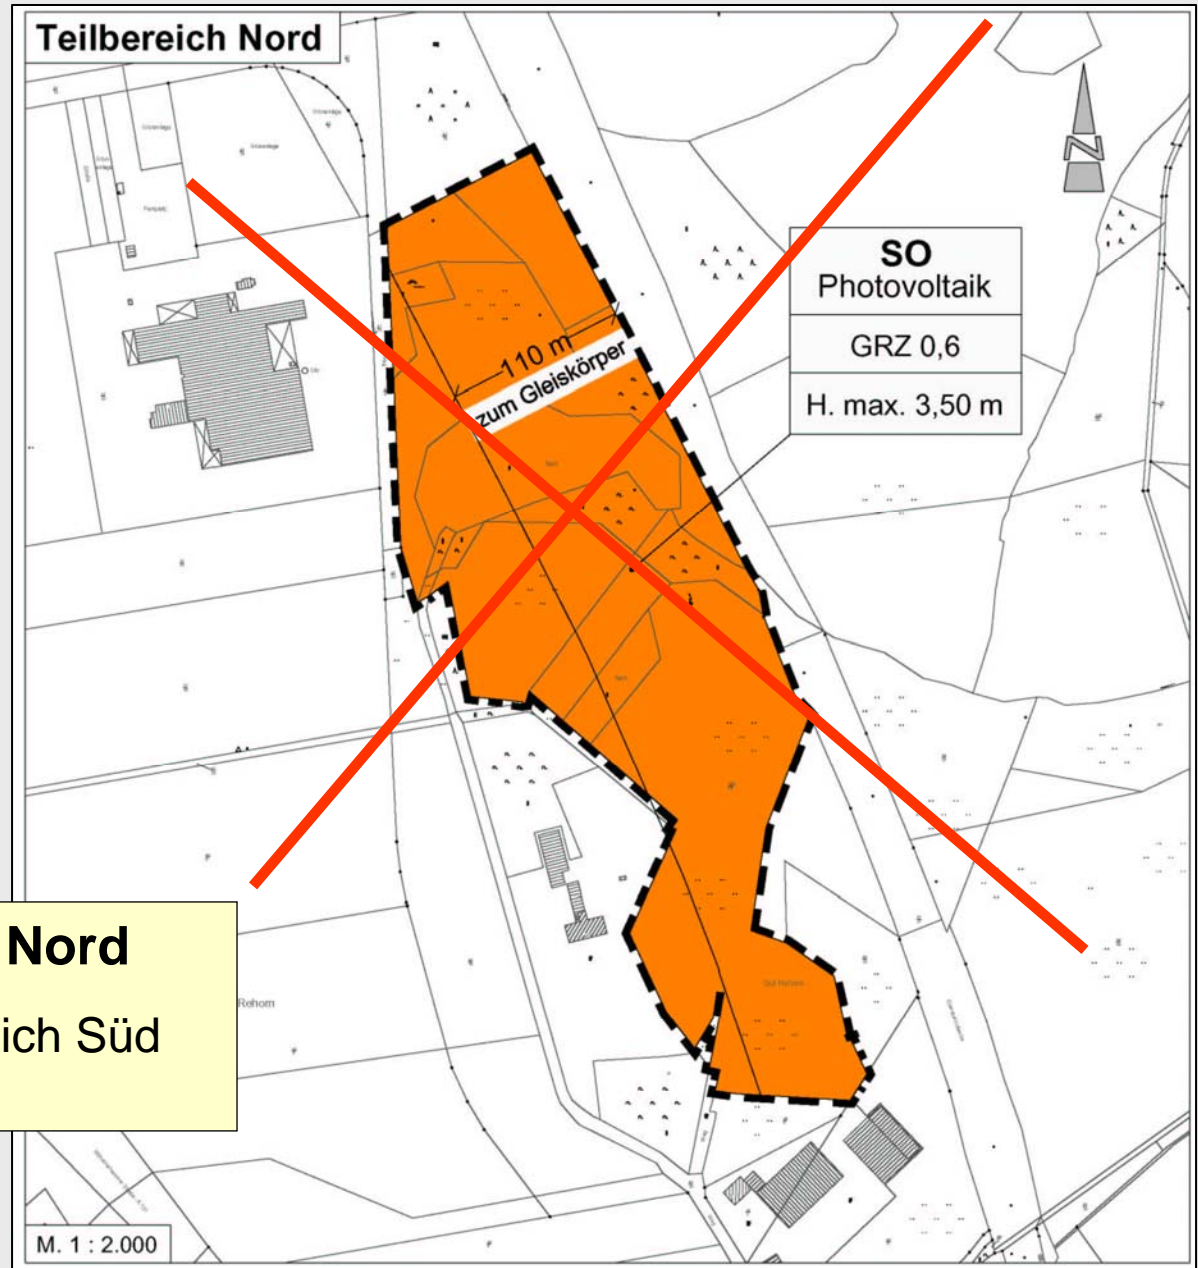 Teilbereich Nord
SO
Photovoltaik
GRZ 0,6
H. max. 3,50 m
110 m
zum Gleiskörper
Nord
ich Süd
Rehorn
M. 1 : 2.000